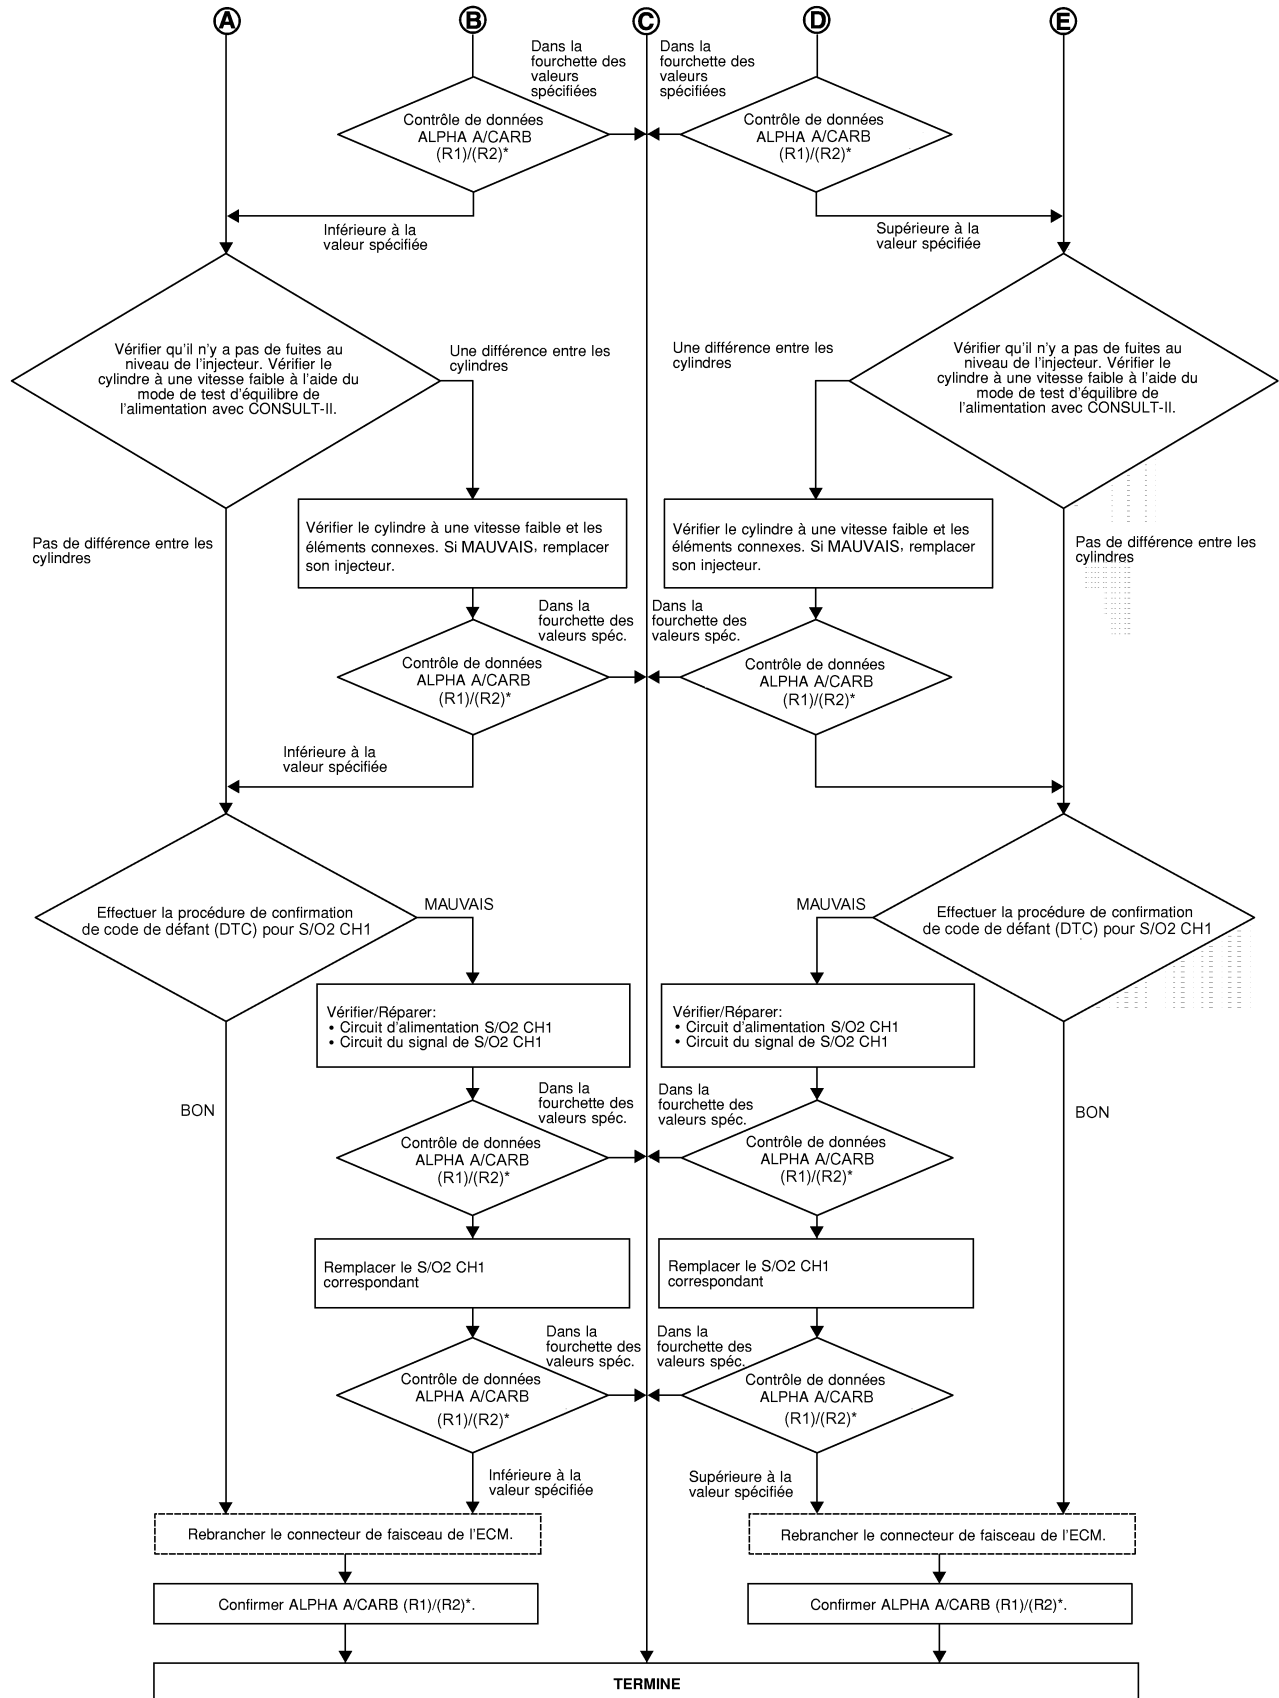 A
B
C
D
E
Dans la
fourchette des
valeurs
spécifiées
Dans la
fourchette des
valeurs
spécifiées
Contrôle de données
ALPHA A/CARB
(R1)/(R2)*
Contrôle de données
ALPHA A/CARB
(R1)/(R2)*
Inférieure à la
valeur spécifiée
Supérieure à la
valeur spécifiée
Vérifier qu'il n'y a pas de fuites au
niveau de l'injecteur. Vérifier le
cylindre à une vitesse faible à l'aide du
mode de test d'équilibre de
l'alimentation avec CONSULT-II.
Une différence entre les
cylindres
Une différence entre les
cylindres
Vérifier qu'il n'y a pas de fuites au
niveau de l'injecteur. Vérifier le
cylindre à une vitesse faible à l'aide du
mode de test d'équilibre de
l'alimentation avec CONSULT-II.
Pas de différence entre les
cylindres
Vérifier le cylindre à une vitesse faible et les
éléments connexes. Si MAUVAIS, remplacer
son injecteur.
Vérifier le cylindre à une vitesse faible et les
éléments connexes. Si MAUVAIS, remplacer
son injecteur.
Pas de différence entre les
cylindres
Dans la
fourchette des
valeurs spéc.
Dans la
fourchette des
valeurs spéc.
Contrôle de données
ALPHA A/CARB
(R1)/(R2)*
Contrôle de données
ALPHA A/CARB
(R1)/(R2)*
Inférieure à la
valeur spécifiée
Effectuer la procédure de confirmation
de code de défant (DTC) pour S/O2 CH1
MAUVAIS
MAUVAIS
Effectuer la procédure de confirmation
de code de défant (DTC) pour S/O2 CH1
Vérifier/Réparer:
• Circuit d'alimentation S/O2 CH1
• Circuit du signal de S/O2 CH1
Vérifier/Réparer:
• Circuit d'alimentation S/O2 CH1
• Circuit du signal de S/O2 CH1
BON
Dans la
fourchette des
valeurs spéc.
Dans la
fourchette des
valeurs spéc.
BON
Contrôle de données
ALPHA A/CARB
(R1)/(R2)*
Contrôle de données
ALPHA A/CARB
(R1)/(R2)*
Remplacer le S/O2 CH1
correspondant
Remplacer le S/O2 CH1
correspondant
Dans la
fourchette des
valeurs spéc.
Dans la
fourchette des
valeurs spéc.
Contrôle de données
ALPHA A/CARB
(R1)/(R2)*
Contrôle de données
ALPHA A/CARB
(R1)/(R2)*
Inférieure à la
valeur spécifiée
Supérieure à la
valeur spécifiée
Rebrancher le connecteur de faisceau de l'ECM.
Rebrancher le connecteur de faisceau de l'ECM.
Confirmer ALPHA A/CARB (R1)/(R2)*.
Confirmer ALPHA A/CARB (R1)/(R2)*.
TERMINE